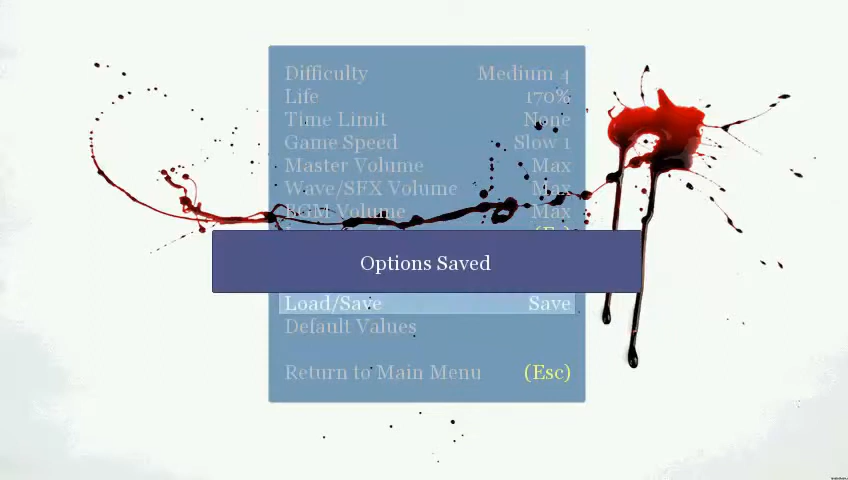 Difficulty Medium 4
Life 170%
Time Limit None
Game Speed Slow 1
Master Volume Max
Wave/SFX Volume Max
BGM Volume Max
Options Saved
Load/Save Save
Default Values
Return to Main Menu (Esc)